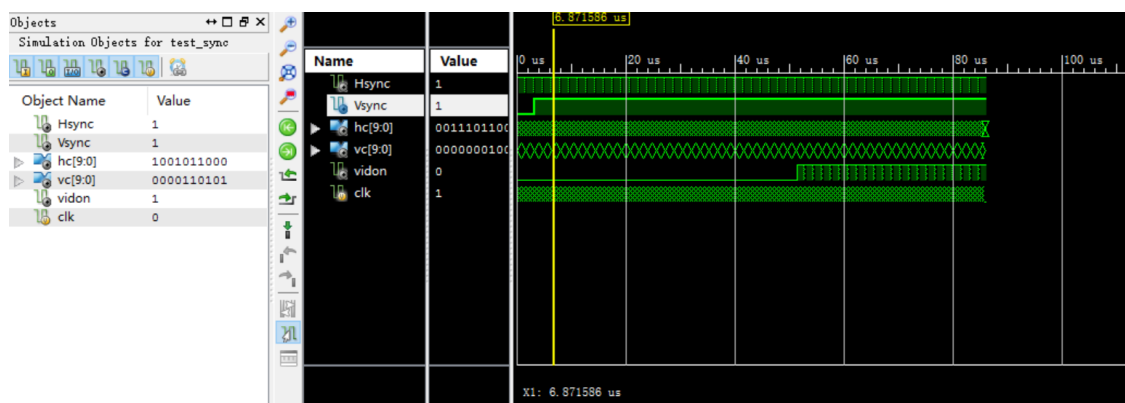 Objects
Simulation Objects for test_sync
Object Name Value
Hsync 1
Vsync 1
hc[9:0] 1001011000
vc[9:0] 0000110101
vidon 1
clk 0
6.871586 us
Name Value
0 us 20 us 40 us 60 us 80 us 100 us
Hsync 1
Vsync 1
hc[9:0] 0011101100
vc[9:0] 0000000100
vidon 0
clk 1
X1: 6.871586 us